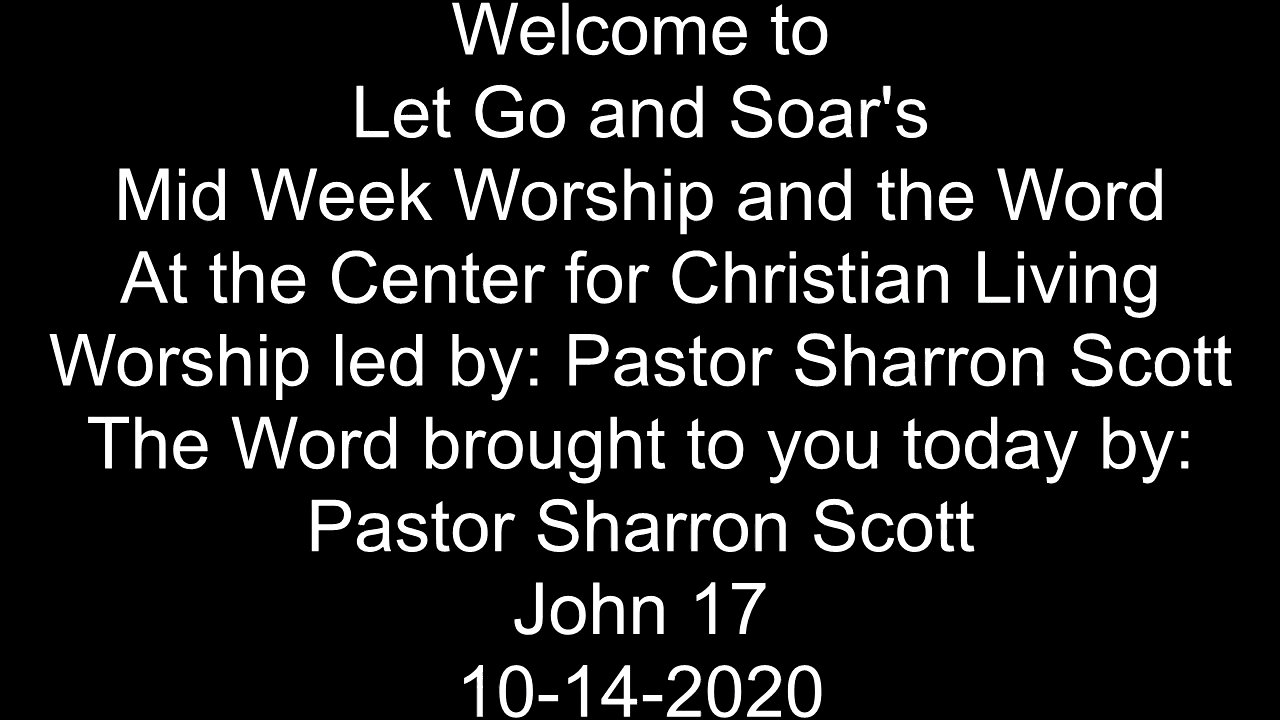 Welcome to
Let Go and Soar's
Mid Week Worship and the Word
At the Center for Christian Living
Worship led by: Pastor Sharron Scott
The Word brought to you today by:
Pastor Sharron Scott
John 17
10-14-2020